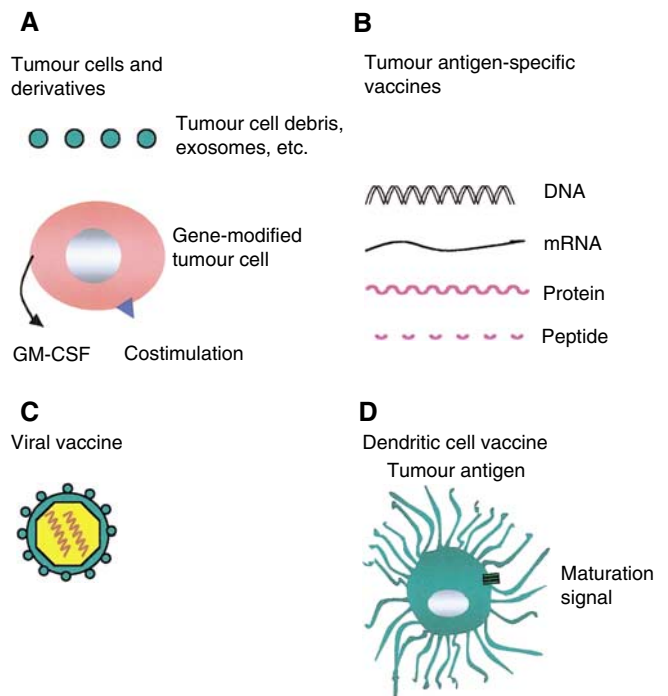 A
Tumour cells and
derivatives
Tumour cell debris,
exosomes, etc.
Gene-modified
tumour cell
GM-CSF
Costimulation
B
Tumour antigen-specific
vaccines
DNA
mRNA
Protein
Peptide
C
Viral vaccine
D
Dendritic cell vaccine
Tumour antigen
Maturation
signal